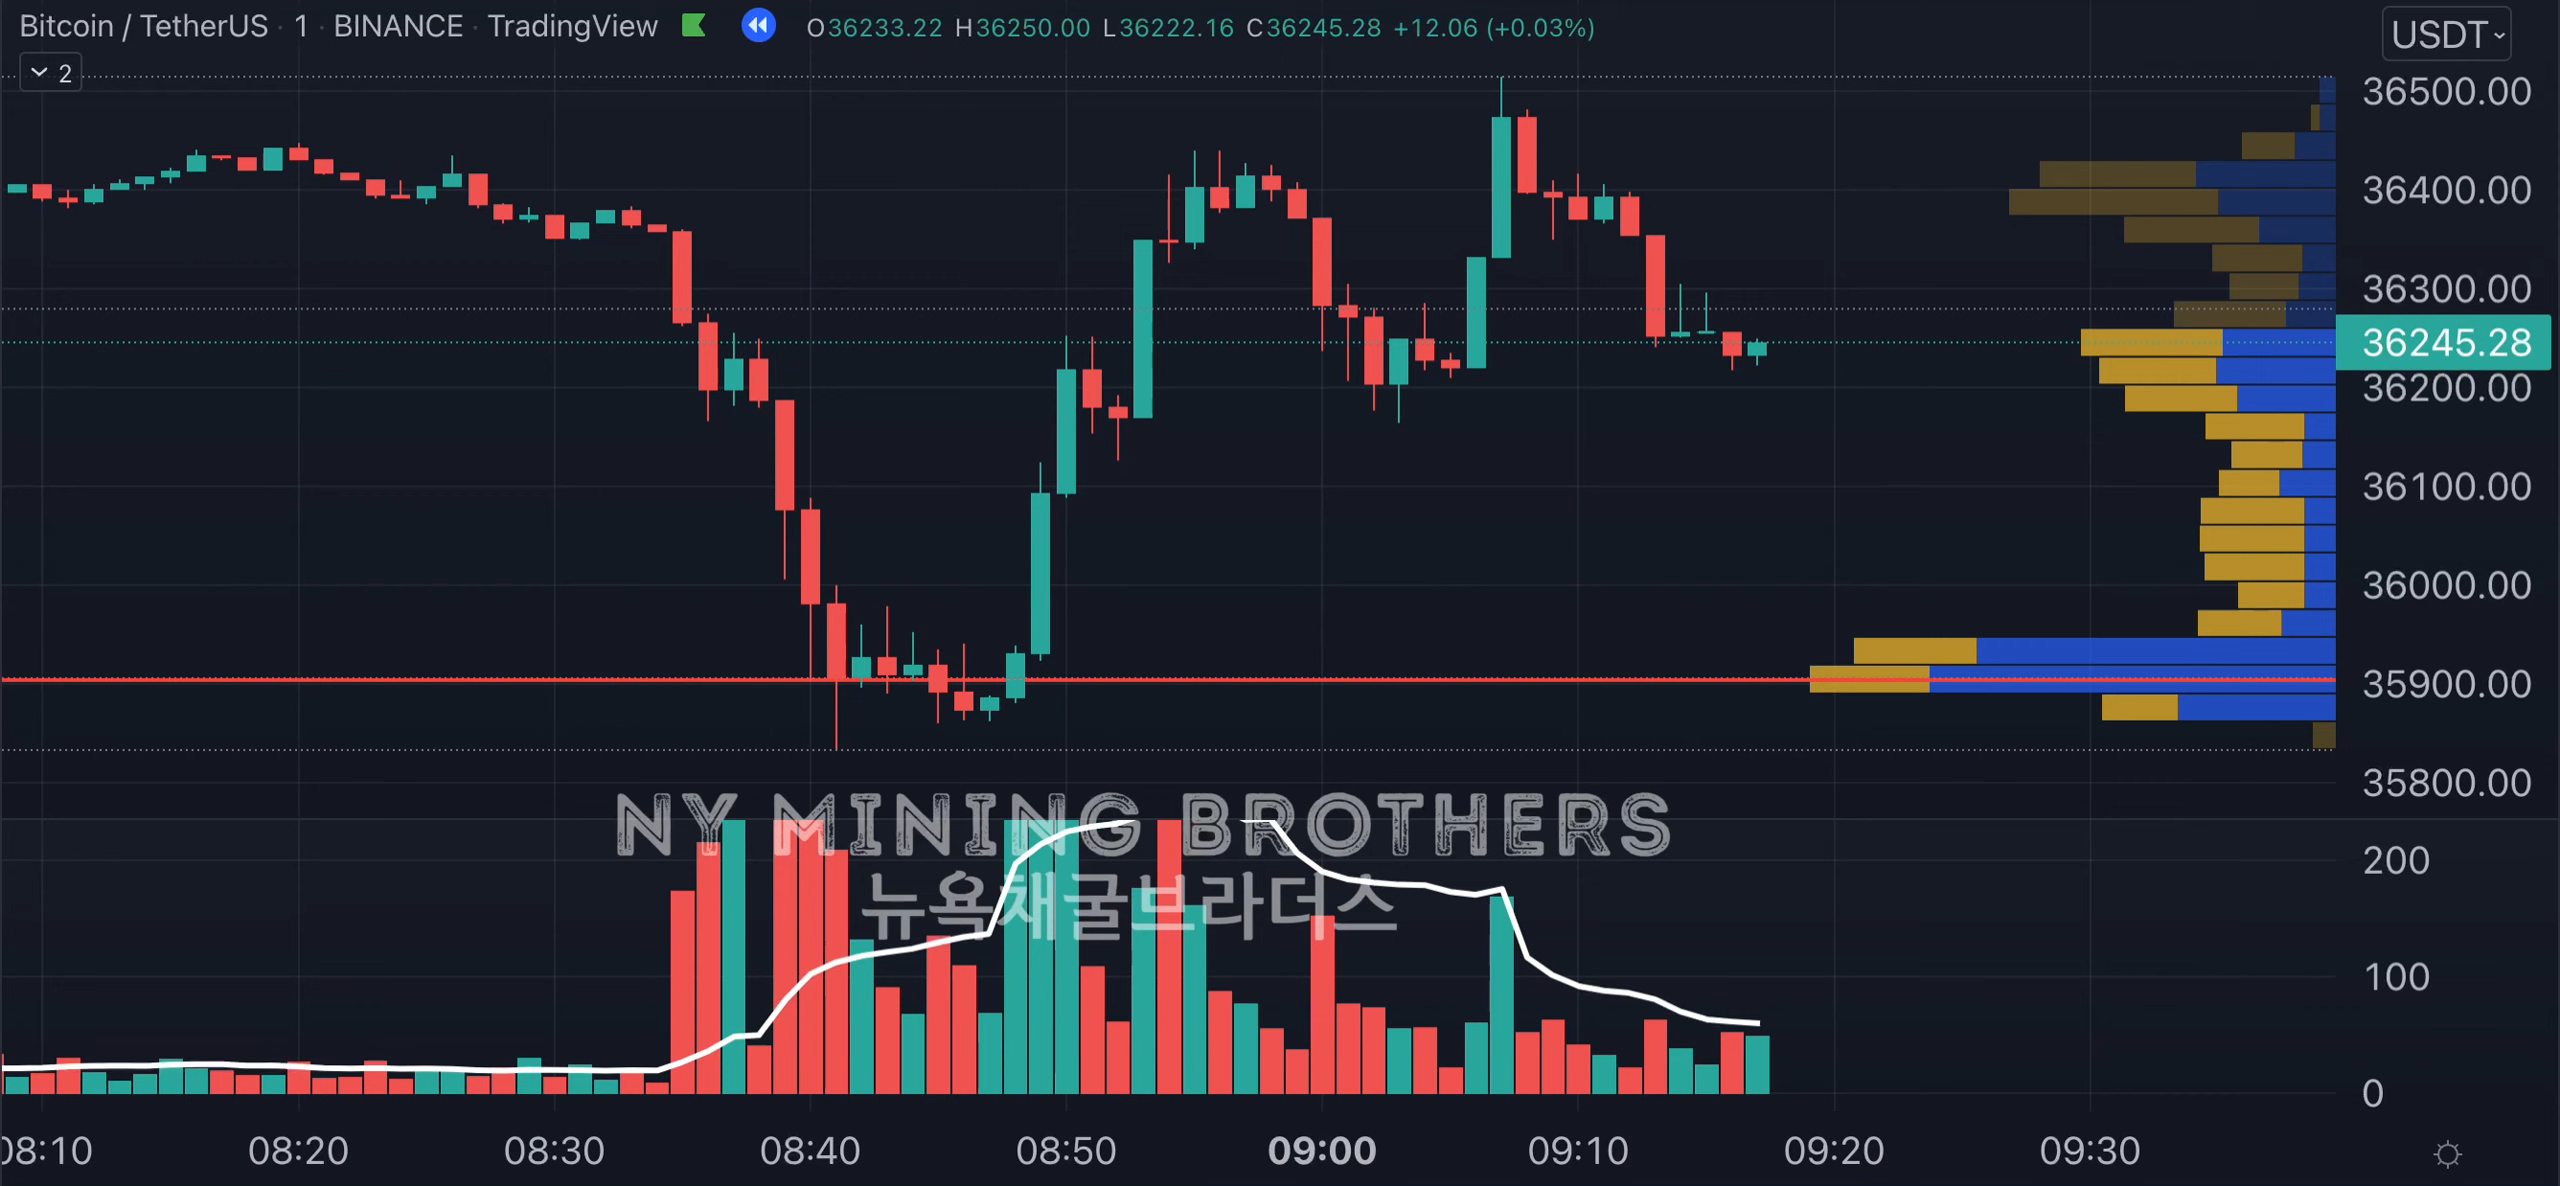 Bitcoin / TetherUS · 1 · BINANCE · TradingView O36233.22 H36250.00 L36222.16 C36245.28 +12.06 (+0.03%)
USDT
2
36500.00
36400.00
36300.00
36245.28
36200.00
36100.00
36000.00
35900.00
35800.00
NY MINING BROTHERS
뉴욕채굴브라더스
200
100
0
08:10 08:20 08:30 08:40 08:50 09:00 09:10 09:20 09:30